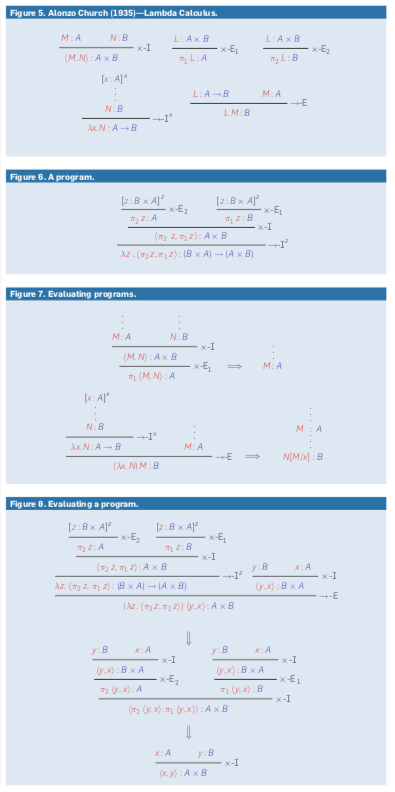 Figure 5. Alonzo Church (1935)—Lambda Calculus.
M : A N : B
×-I
⟨M, N⟩ : A × B
L : A × B
×-E₁
π₁ L : A
L : A × B
×-E₂
π₂ L : B
[x : A]ˣ
⋮
N : B
→-Iˣ
λx. N : A → B
L : A → B M : A
→-E
L M : B
Figure 6. A program.
[z : B × A]ᶻ [z : B × A]ᶻ
×-E₂ ×-E₁
π₂ z : A π₁ z : B
×-I
⟨π₂ z, π₁ z⟩ : A × B
→-Iᶻ
λz . ⟨π₂ z, π₁ z⟩ : (B × A) → (A × B)
Figure 7. Evaluating programs.
⋮ ⋮
M : A N : B
×-I
⟨M, N⟩ : A × B ⋮
×-E₁ ⟹
π₁ ⟨M, N⟩ : A M : A
[x : A]ˣ
⋮
N : B
→-Iˣ
λx. N : A → B
⋮
M : A
→-E ⟹
(λx. N) M : B
⋮
M : A
⋮
N[M/x] : B
Figure 8. Evaluating a program.
[z : B × A]ᶻ [z : B × A]ᶻ
×-E₂ ×-E₁
π₂ z : A π₁ z : B
×-I
⟨π₂ z, π₁ z⟩ : A × B y : B x : A
→-Iᶻ ×-I
λz. ⟨π₂ z, π₁ z⟩ : (B × A) → (A × B) ⟨y, x⟩ : B × A
→-E
(λz. ⟨π₂ z, π₁ z⟩) ⟨y, x⟩ : A × B
⇓
y : B x : A y : B x : A
×-I ×-I
⟨y, x⟩ : B × A ⟨y, x⟩ : B × A
×-E₂ ×-E₁
π₂ ⟨y, x⟩ : A π₁ ⟨y, x⟩ : B
×-I
⟨π₂ ⟨y, x⟩, π₁ ⟨y, x⟩⟩ : A × B
⇓
x : A y : B
×-I
⟨x, y⟩ : A × B